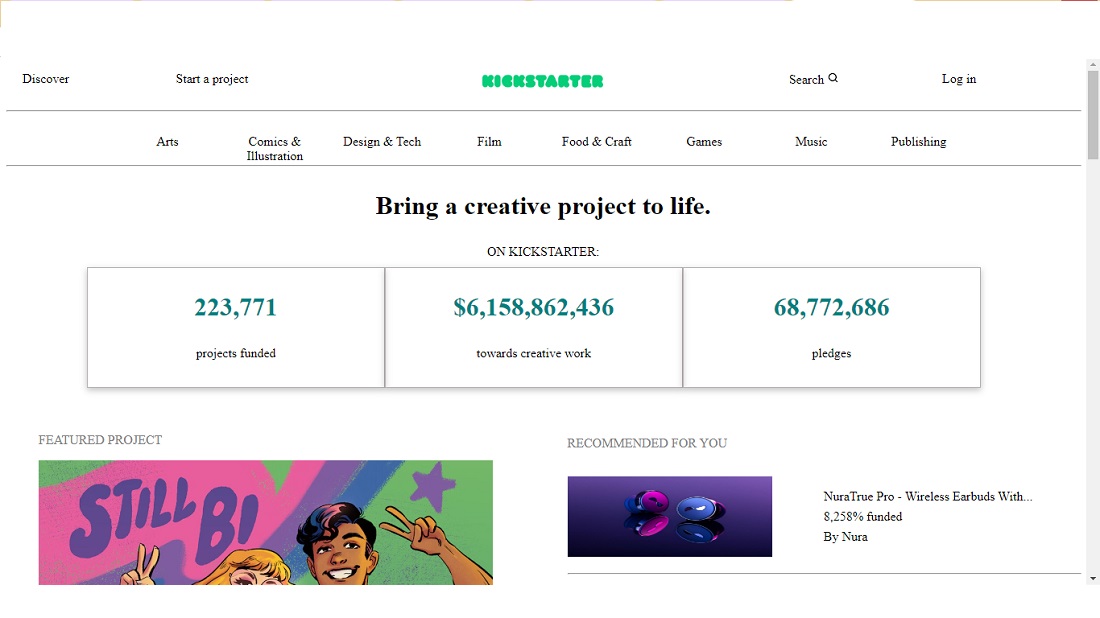 Discover
Start a project
KICKSTARTER
Search
Log in
Arts
Comics &
Illustration
Design & Tech
Film
Food & Craft
Games
Music
Publishing
Bring a creative project to life.
ON KICKSTARTER:
223,771
projects funded
$6,158,862,436
towards creative work
68,772,686
pledges
FEATURED PROJECT
STILL BI
RECOMMENDED FOR YOU
NuraTrue Pro - Wireless Earbuds With...
8,258% funded
By Nura